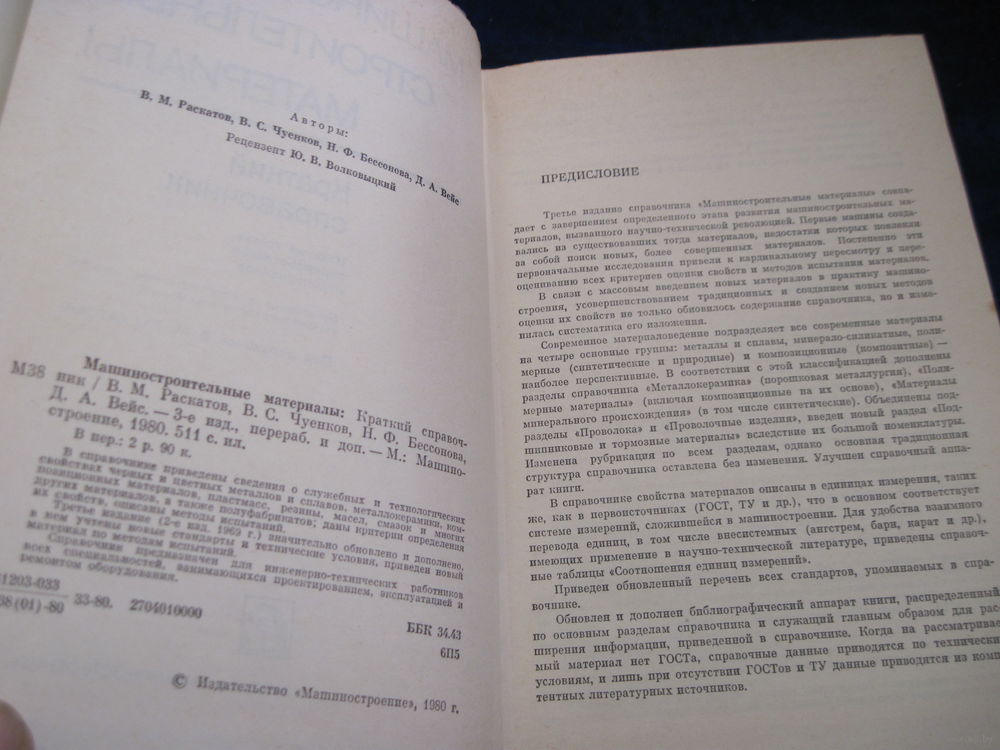 Авторы:
В. М. Раскатов, В. С. Чуенков, Н. Ф. Бессонова, Д. А. Вейс
Рецензент Ю. В. Волковыцкий
Машиностроительные материалы: Краткий справоч-
М38 ник / В. М. Раскатов, В. С. Чуенков, Н. Ф. Бессонова,
Д. А. Вейс. — 3-е изд., перераб. и доп. — М.: Машино-
строение, 1980. 511 с. ил.
В пер.: 2 р. 90 к.
В справочнике приведены сведения о служебных и технологических
свойствах черных и цветных металлов и сплавов, металлокерамики, ком-
позиционных материалов, пластмасс, резины, масел, смазок и многих
других материалов, а также полуфабрикатов; даны критерии определения
их свойств, описаны методы испытаний.
Третье издание (2-е изд. 1969 г.) значительно обновлено и дополнено,
в нем учтены новые стандарты и технические условия, приведен новый
материал по методам испытаний.
Справочник предназначен для инженерно-технических работников
всех специальностей, занимающихся проектированием, эксплуатацией и
ремонтом оборудования.
31203-033
38(01)-80 33-80. 2704010000
ББК 34.43
6П5
© Издательство «Машиностроение», 1980 г.
ПРЕДИСЛОВИЕ
Третье издание справочника «Машиностроительные материалы» совпа-
дает с завершением определенного этапа развития машиностроительных ма-
териалов, вызванного научно-технической революцией. Первые машины созда-
вались из существовавших тогда материалов, недостатки которых повлекли
за собой поиск новых, более совершенных материалов. Постепенно эти
первоначальные исследования привели к кардинальному пересмотру и пере-
оцениванию всех критериев оценки свойств и методов испытания материалов.
В связи с массовым введением новых материалов в практику машино-
строения, усовершенствованием традиционных и созданием новых методов
оценки их свойств не только обновилось содержание справочника, но и изме-
нилась систематика его изложения.
Современное материаловедение подразделяет все современные материалы
на четыре основные группы: металлы и сплавы, минерало-силикатные, поли-
мерные (синтетические и природные) и композиционные (композитные) —
наиболее перспективные. В соответствии с этой классификацией дополнены
разделы справочника «Металлокерамика» (порошковая металлургия), «Поли-
мерные материалы» (включая композиционные на их основе), «Материалы
минерального происхождения» (в том числе синтетические). Объединены под-
разделы «Проволока» и «Проволочные изделия», введен новый раздел «Под-
шипниковые и тормозные материалы» вследствие их большой номенклатуры.
Изменена рубрикация по всем разделам, однако основная традиционная
структура справочника оставлена без изменения. Улучшен справочный аппа-
рат книги.
В справочнике свойства материалов описаны в единицах измерения, таких
же, как в первоисточниках (ГОСТ, ТУ и др.), что в основном соответствует
системе измерений, сложившейся в машиностроении. Для удобства взаимного
перевода единиц, в том числе внесистемных (ангстрем, барн, карат и др.),
имеющих применение в научно-технической литературе, приведены справоч-
ные таблицы «Соотношения единиц измерений».
Приведен обновленный перечень всех стандартов, упоминаемых в спра-
вочнике.
Обновлен и дополнен библиографический аппарат книги, распределенный
по основным разделам справочника и служащий главным образом для рас-
ширения информации, приведенной в справочнике. Когда на рассматривае
мый материал нет ГОСТа, справочные данные приводятся по технически
условиям, и лишь при отсутствии ГОСТов и ТУ данные приводятся из комп
тентных литературных источников.